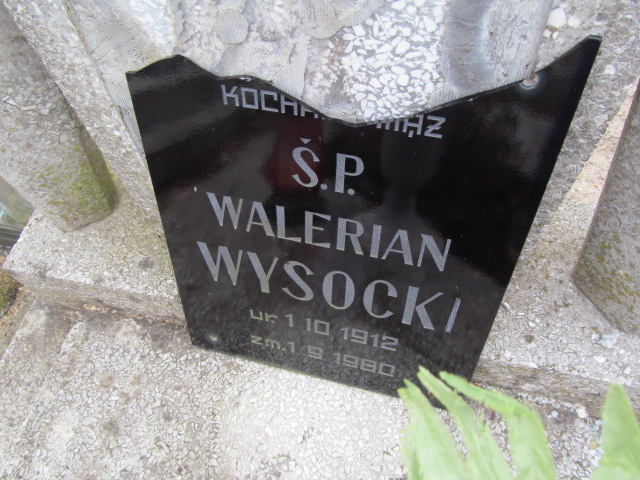 MĄŻ
Ś.P.
WALERIAN
WYSOCKI
ur. 1 10 1912
zm. 1 9 1980